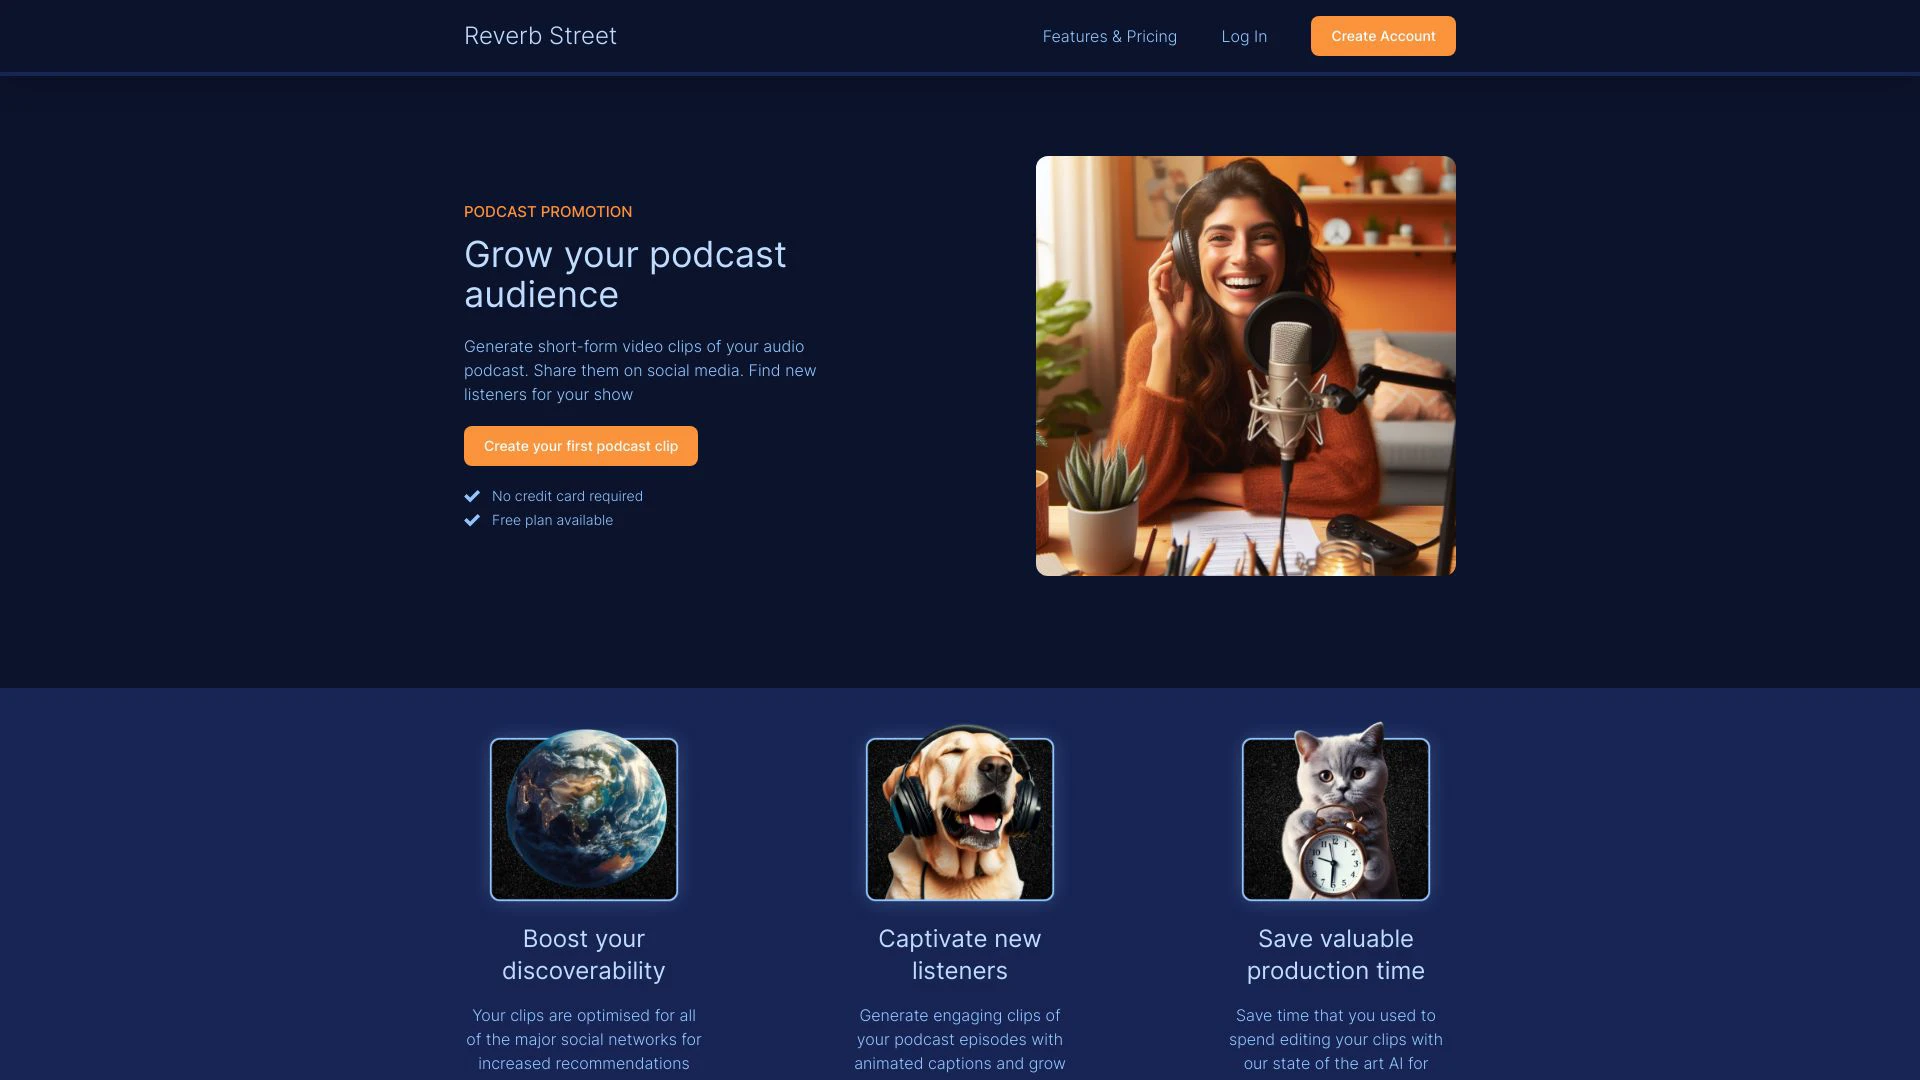 Reverb Street
Features & Pricing
Log In
Create Account
PODCAST PROMOTION
Grow your podcast
audience
Generate short-form video clips of your audio
podcast. Share them on social media. Find new
listeners for your show
Create your first podcast clip
No credit card required
Free plan available
Boost your
discoverability
Your clips are optimised for all
of the major social networks for
increased recommendations
Captivate new
listeners
Generate engaging clips of
your podcast episodes with
animated captions and grow
Save valuable
production time
Save time that you used to
spend editing your clips with
our state of the art AI for